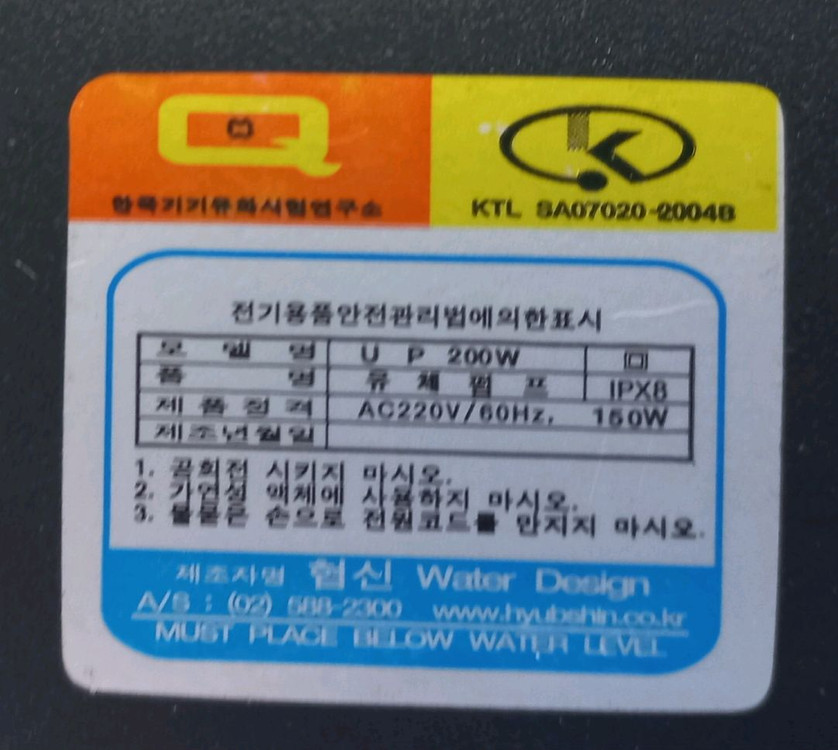 Q
한국기기유화시험연구소
KTL SA07020-2004B
전기용품안전관리법에의한표시
모델명 UP 200W
품명 유체펌프 IPX8
제품정격 AC220V/60Hz, 150W
제조년월일
1. 공회전 시키지 마시오.
2. 가연성 액체에 사용하지 마시오.
3. 물묻은 손으로 전원코드를 만지지 마시오.
제조자명 협신 Water Design
A/S : (02) 588-2300 www.hyubshin.co.kr
MUST PLACE BELOW WATER LEVEL